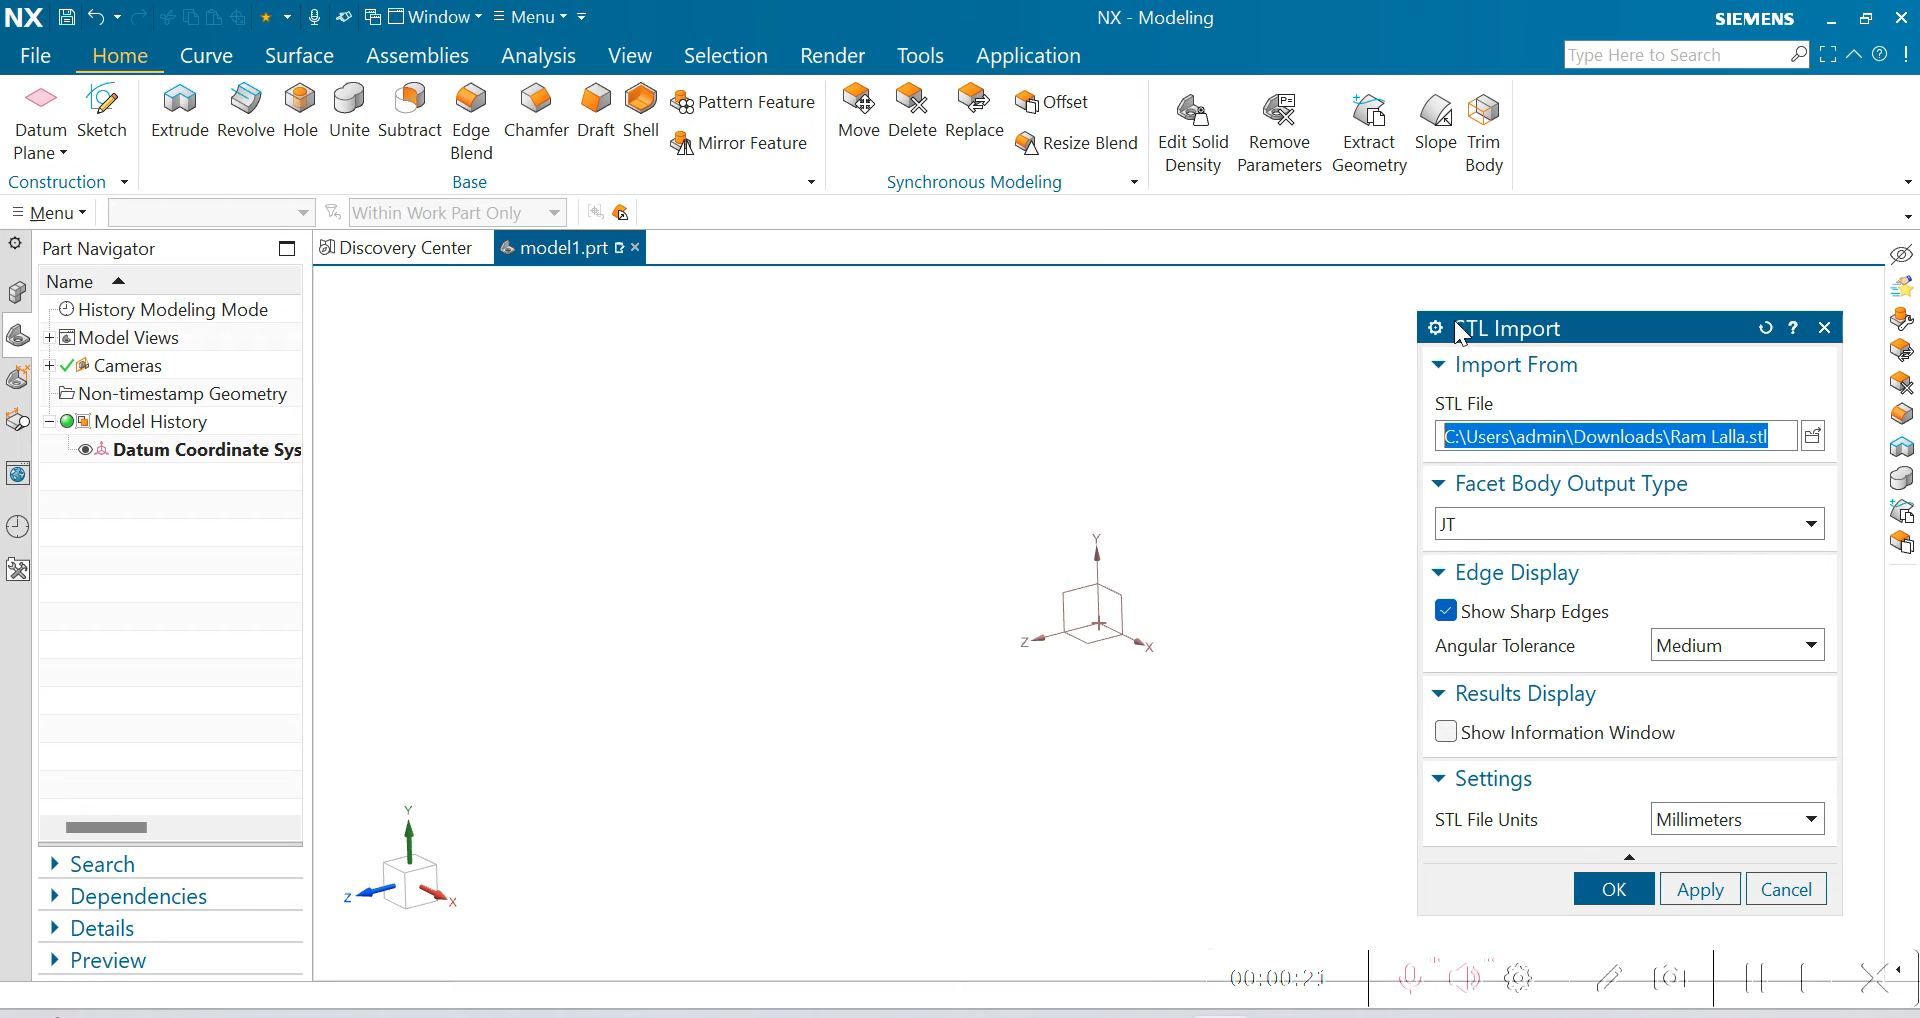 NX Window Menu NX - Modeling SIEMENS
File Home Curve Surface Assemblies Analysis View Selection Render Tools Application Type Here to Search
Datum Plane Sketch Extrude Revolve Hole Unite Subtract Edge Blend Chamfer Draft Shell Pattern Feature Mirror Feature Move Delete Replace Offset Resize Blend Edit Solid Density Remove Parameters Extract Geometry Slope Trim Body
Construction Base Synchronous Modeling
Menu Within Work Part Only
Part Navigator Discovery Center model1.prt
Name
History Modeling Mode
Model Views
Cameras
Non-timestamp Geometry
Model History
Datum Coordinate Sys
Search
Dependencies
Details
Preview
Y
Z X
Y
Z X
STL Import
Import From
STL File
C:\Users\admin\Downloads\Ram Lalla.stl
Facet Body Output Type
JT
Edge Display
Show Sharp Edges
Angular Tolerance Medium
Results Display
Show Information Window
Settings
STL File Units Millimeters
OK Apply Cancel
00:00:21